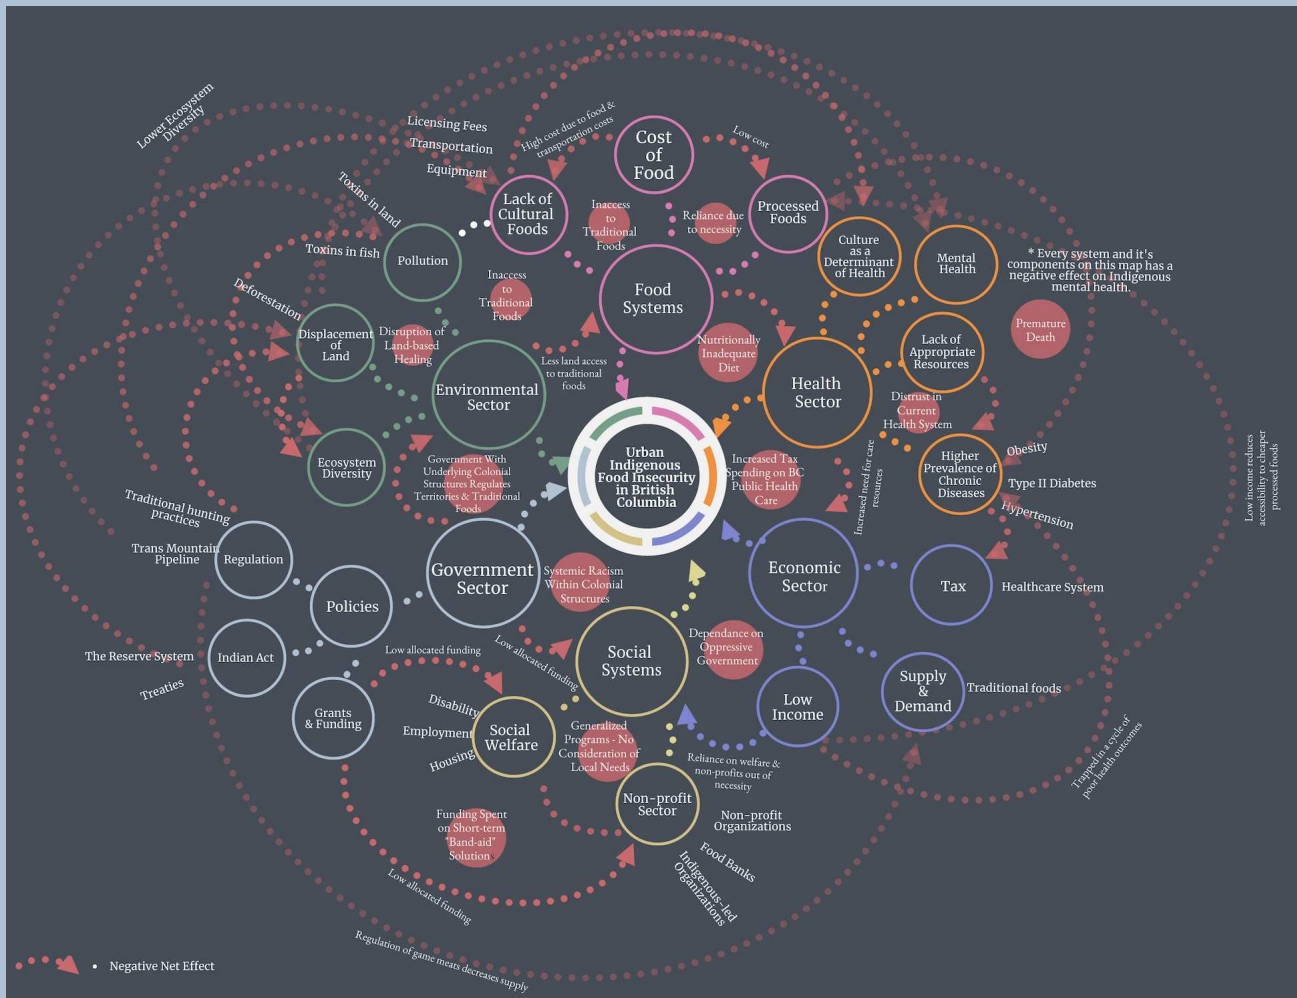 Lower Ecosystem
Diversity
Licensing Fees
Transportation
Equipment
High cost due to food &
transportation costs
Cost
of
Food
Low cost
Toxins in land
Toxins in fish
Pollution
Lack of
Cultural
Foods
Inaccess
to
Traditional
Foods
Reliance due
to necessity
Processed
Foods
Culture
as a
Determinant
of Health
Mental
Health
* Every system and it's
components on this map has a
negative effect on Indigenous
mental health.
Deforestation
Displacement
of
Land
Disruption of
Land-based
Healing
Inaccess
to
Traditional
Foods
Food
Systems
Premature
Death
Less land access
to traditional
foods
Nutritionally
Inadequate
Diet
Lack of
Appropriate
Resources
Environmental
Sector
Health
Sector
Distrust in
Current
Health System
Ecosystem
Diversity
Government With
Underlying Colonial
Structures Regulates
Territories & Traditional
Foods
Urban
Indigenous
Food Insecurity
in British
Columbia
Increased Tax
Spending on BC
Public Health
Care
Increased need for care
resources
Higher
Prevalence of
Chronic
Diseases
Obesity
Type II Diabetes
Hypertension
Low income reduces
accessibility to cheaper
processed foods
Traditional hunting
practices
Trans Mountain
Pipeline
Regulation
Policies
Government
Sector
Systemic Racism
Within Colonial
Structures
Economic
Sector
Tax
Healthcare System
The Reserve System
Treaties
Indian Act
Low allocated funding
Low allocated funding
Social
Systems
Dependance on
Oppressive
Government
Grants
& Funding
Disability
Employment
Housing
Social
Welfare
Generalized
Programs - No
Consideration of
Local Needs
Low
Income
Supply
&
Demand
Traditional foods
Reliance on welfare &
non-profits out of
necessity
Trapped in a cycle of
poor health outcomes
Non-profit
Sector
Non-profit
Organizations
Food Banks
Indigenous-led
Organizations
Funding Spent
on Short-term
"Band-aid"
Solutions
Low allocated funding
Regulation of game meats decreases supply
Negative Net Effect